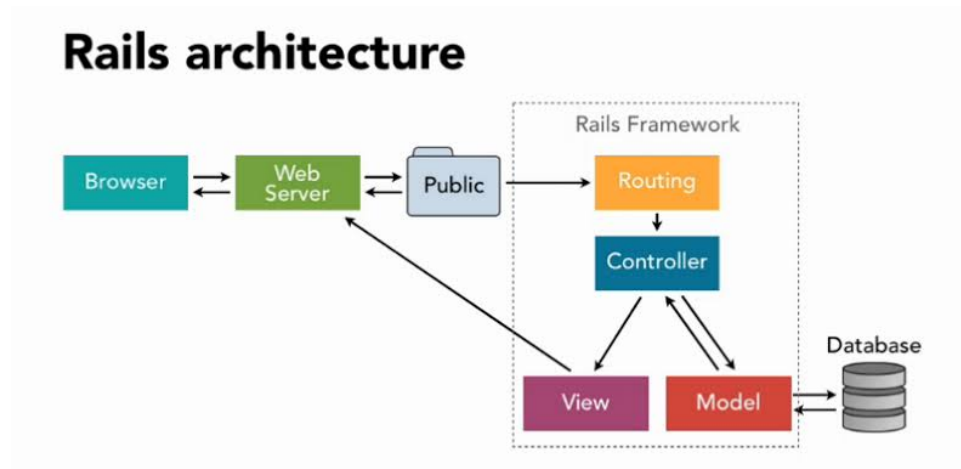 Rails architecture
Rails Framework
Browser
Web
Server
Public
Routing
Controller
Database
View
Model